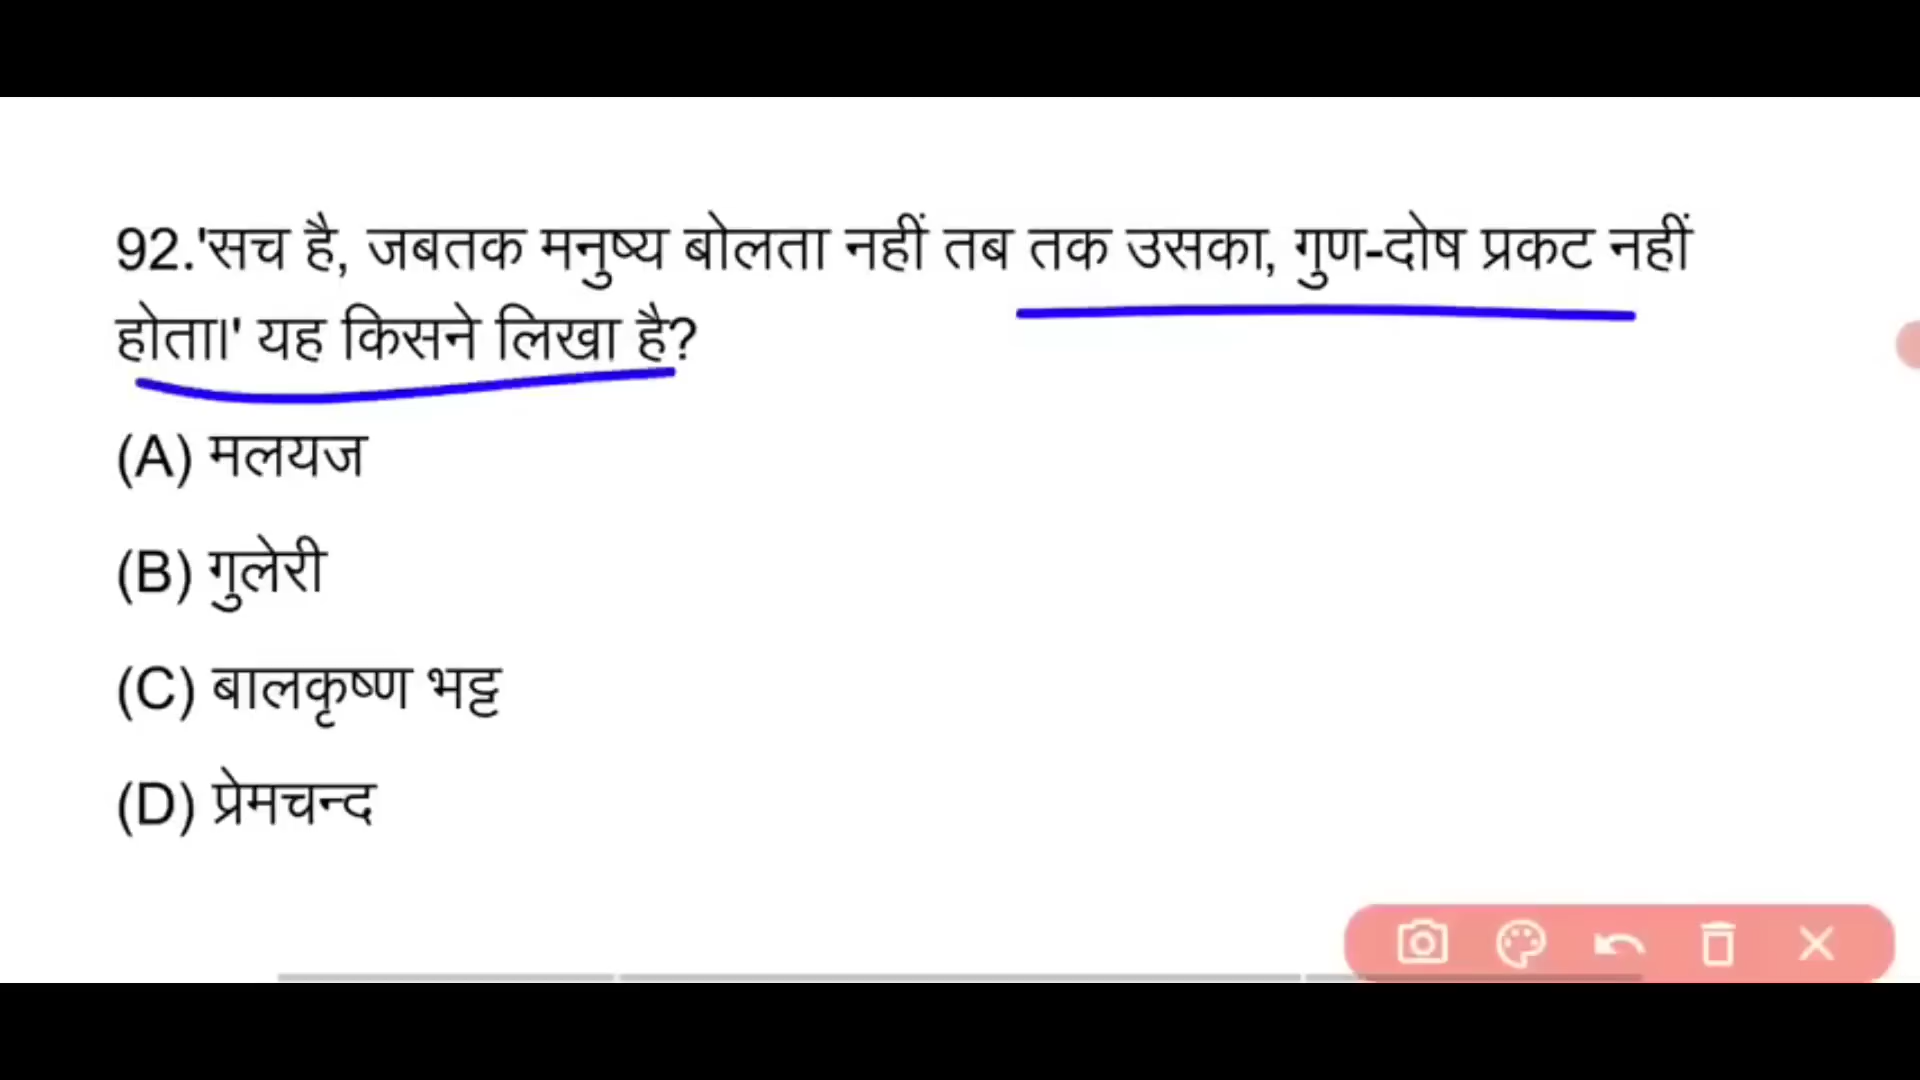 92.'सच है, जबतक मनुष्य बोलता नहीं तब तक उसका, गुण-दोष प्रकट नहीं
होता।' यह किसने लिखा है?
(A) मलयज
(B) गुलेरी
(C) बालकृष्ण भट्ट
(D) प्रेमचन्द